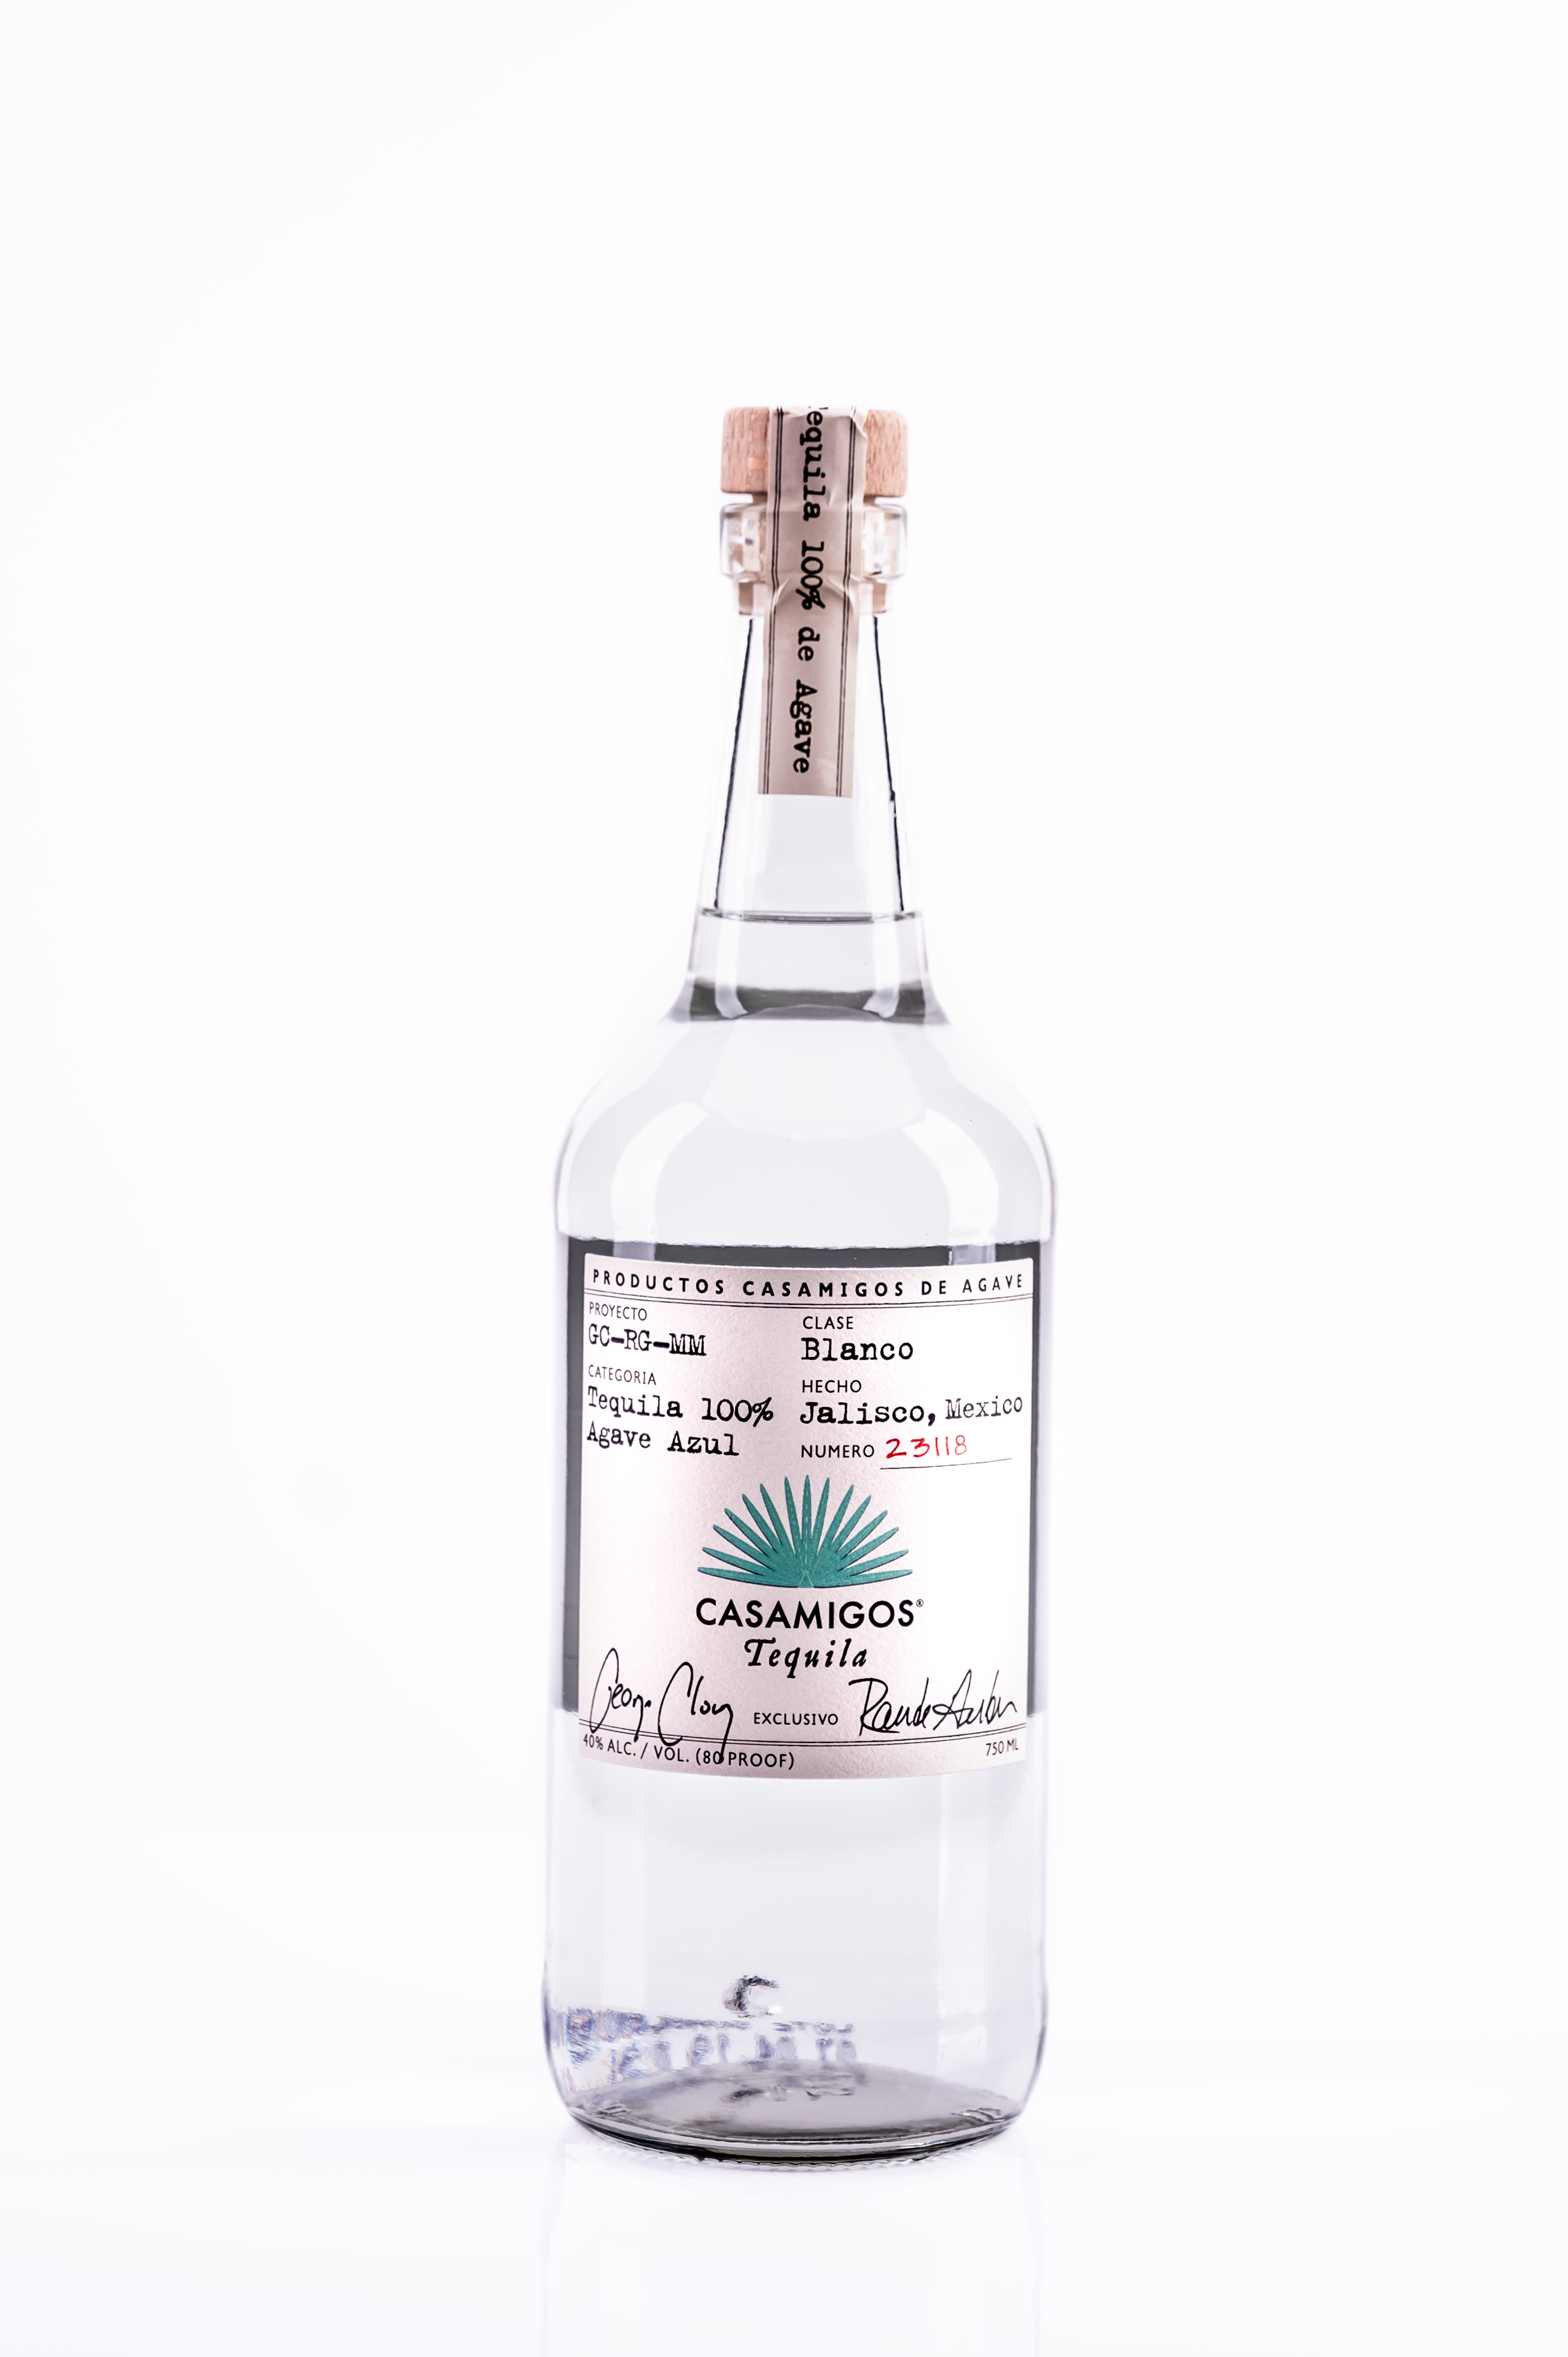 equila 100% de Agave
PRODUCTOS CASAMIGOS DE AGAVE
PROYECTO
GC-RG-MM
CATEGORIA
Tequila 100%
Agave Azul
CLASE
Blanco
HECHO
Jalisco, Mexico
NUMERO 23118
CASAMIGOS®
Tequila
EXCLUSIVO
40% ALC. / VOL. (80 PROOF)
750 ML
C